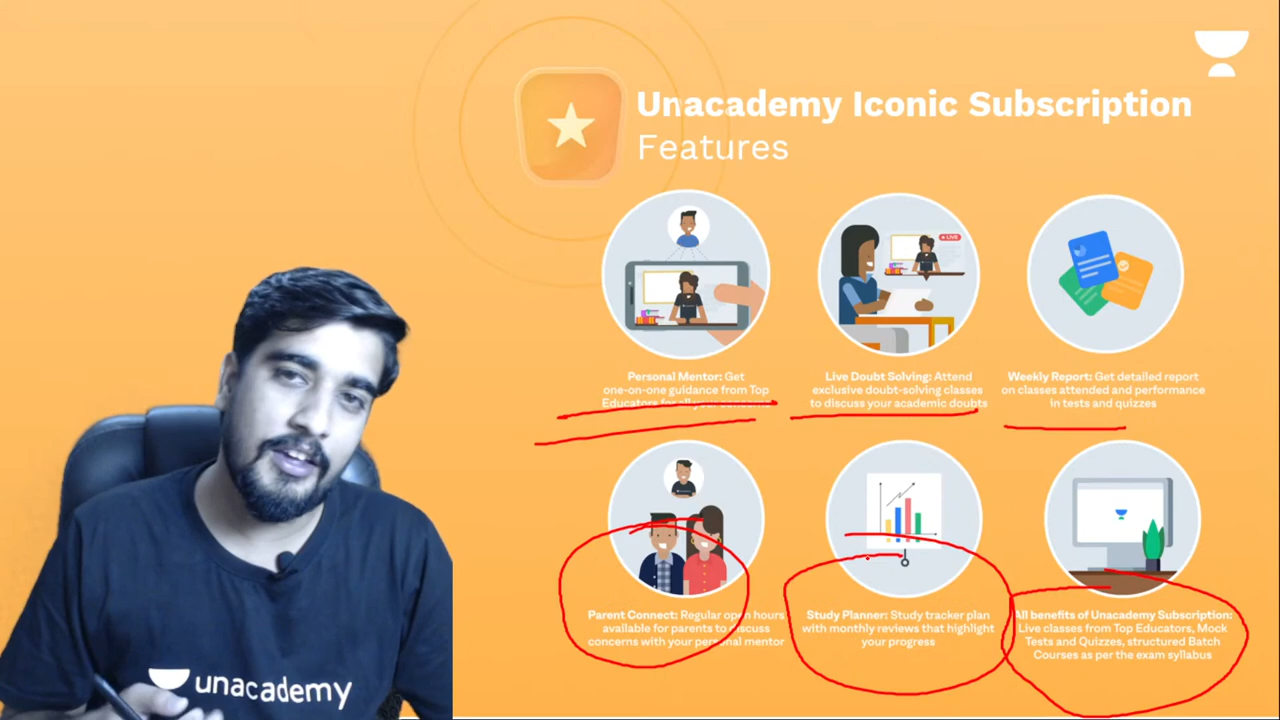 Unacademy Iconic Subscription
Features
LIVE
Personal Mentor: Get
one-on-one guidance from Top
Educators for all your concerns
Live Doubt Solving: Attend
exclusive doubt-solving classes
to discuss your academic doubts
Weekly Report: Get detailed report
on classes attended and performance
in tests and quizzes
Parent Connect: Regular open hours
available for parents to discuss
concerns with your personal mentor
Study Planner: Study tracker plan
with monthly reviews that highlight
your progress
All benefits of Unacademy Subscription:
Live classes from Top Educators, Mock
Tests and Quizzes, structured Batch
Courses as per the exam syllabus
unacademy